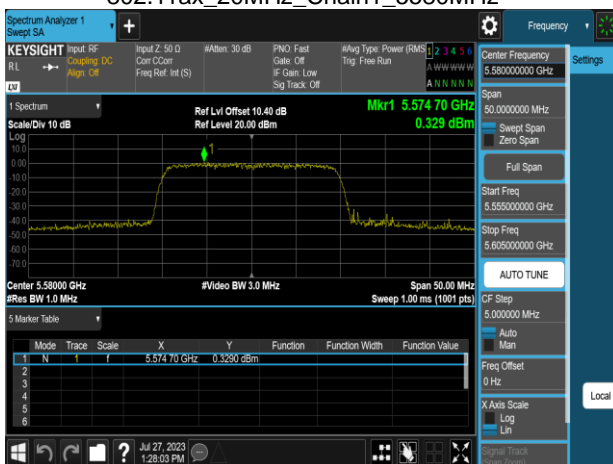 802.11ax_20MHz_Chain1_5580MHz
Spectrum Analyzer 1
Swept SA
Frequency
KEYSIGHT
RL
LXI
Input: RF
Coupling: DC
Align: Off
Input Z: 50 Ω
Corr CCorr
Freq Ref: Int (S)
#Atten: 30 dB
PNO: Fast
Gate: Off
IF Gain: Low
Sig Track: Off
#Avg Type: Power (RMS
Trig: Free Run
1 2 3 4 5 6
A WW WW W
A N N N N N
1 Spectrum
Scale/Div 10 dB
Log
Ref Lvl Offset 10.40 dB
Ref Level 20.00 dBm
Mkr1 5.574 70 GHz
0.329 dBm
1
10.0
0.00
-10.0
-20.0
-30.0
-40.0
-50.0
-60.0
-70.0
Center 5.58000 GHz
#Res BW 1.0 MHz
#Video BW 3.0 MHz
Span 50.00 MHz
Sweep 1.00 ms (1001 pts)
5 Marker Table
Mode Trace Scale X Y Function Function Width Function Value
1 N 1 f 5.574 70 GHz 0.3290 dBm
2
3
4
5
6
Jul 27, 2023
1:28:03 PM
Center Frequency
5.580000000 GHz
Span
50.0000000 MHz
Swept Span
Zero Span
Full Span
Start Freq
5.555000000 GHz
Stop Freq
5.605000000 GHz
AUTO TUNE
CF Step
5.000000 MHz
Auto
Man
Freq Offset
0 Hz
X Axis Scale
Log
Lin
Signal Track
(Span Zoom)
Settings
Local